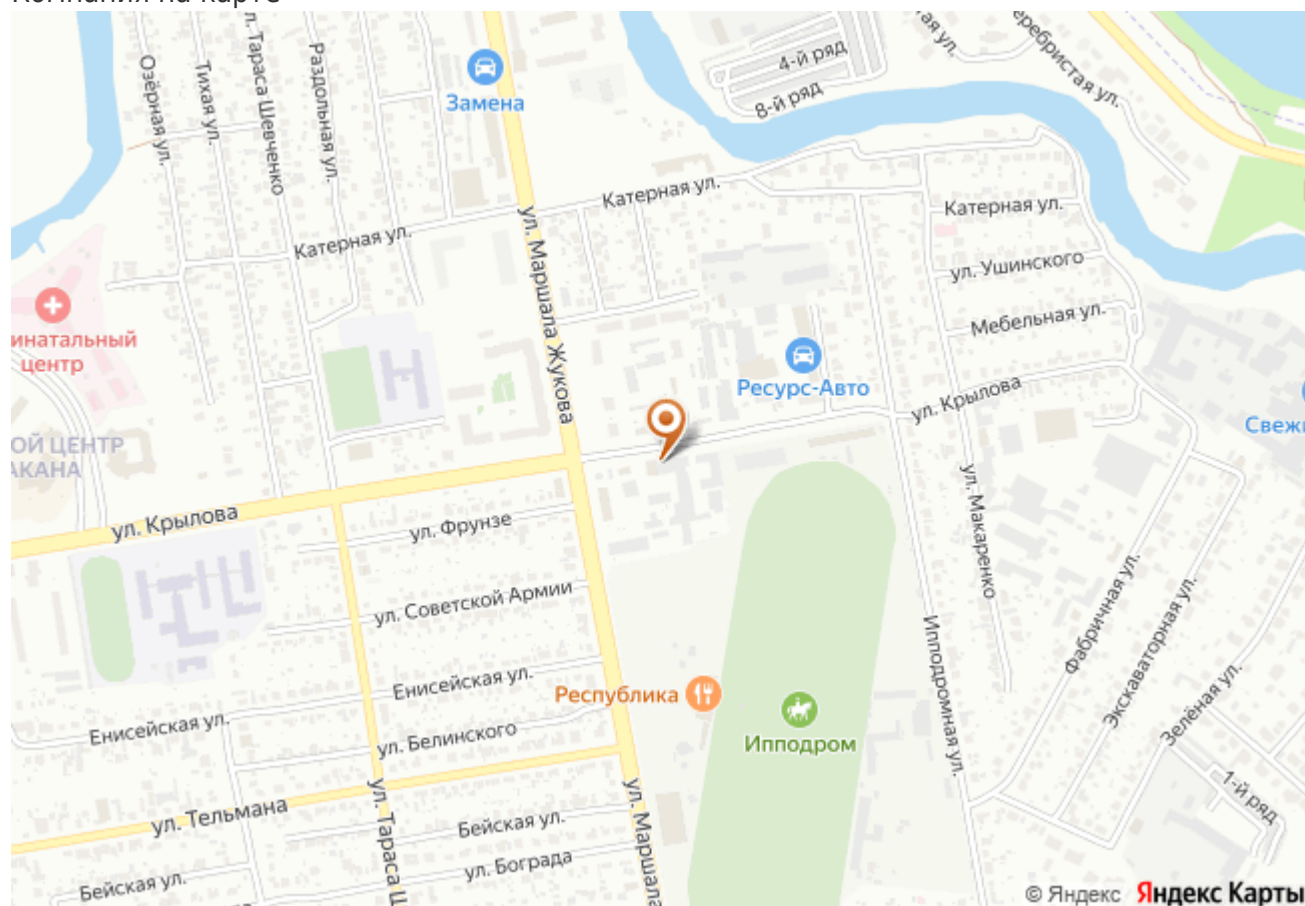 Компания на карте
Озёрная ул.
Тихая ул.
ул. Тараса Шевченко
Раздольная ул.
Замена
4-й ряд
8-й ряд
Серебристая ул.
Катерная ул.
Катерная ул.
Катерная ул.
ул. Ушинского
Мебельная ул.
ул. Маршала Жукова
инатальный
центр
Ресурс-Авто
ул. Крылова
Свежи
ОЙ ЦЕНТР
АКАНА
ул. Крылова
ул. Фрунзе
ул. Макаренко
ул. Советской Армии
Фабричная ул.
Экскаваторная ул.
Зелёная ул.
Ипподромная ул.
Енисейская ул.
Енисейская ул.
Республика
Ипподром
ул. Белинского
ул. Тельмана
ул. Тараса Ш
Бейская ул.
ул. Маршала
1-й ряд
ул. Бограда
Бейская ул.
© Яндекс Яндекс Карты